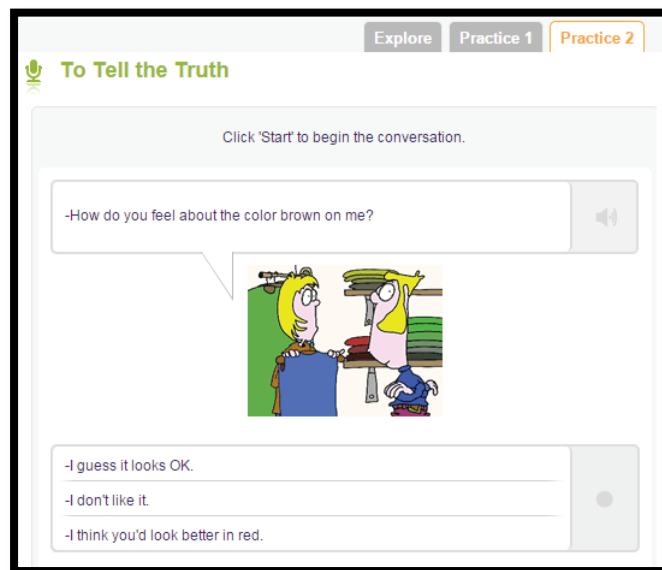 Explore Practice 1 Practice 2
To Tell the Truth
Click 'Start' to begin the conversation.
-How do you feel about the color brown on me?
-I guess it looks OK.
-I don't like it.
-I think you'd look better in red.